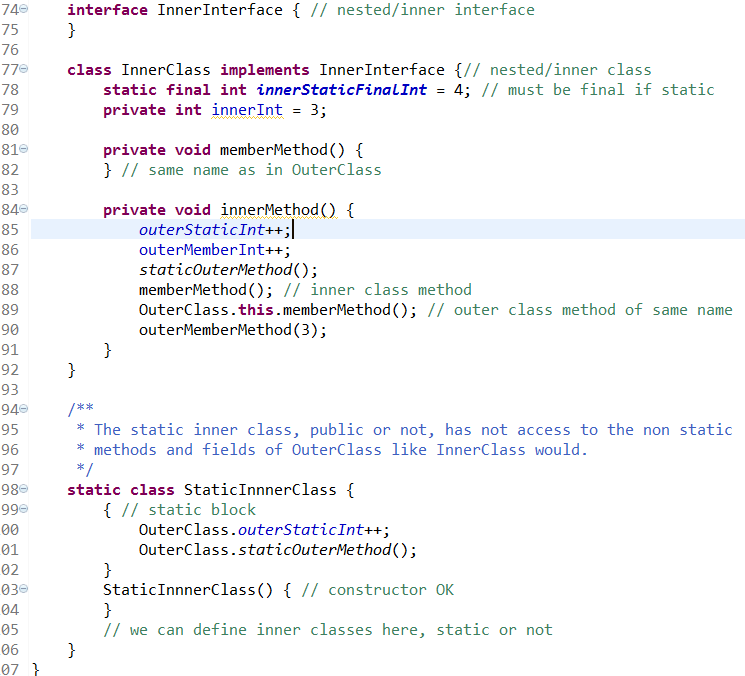 74 interface InnerInterface { // nested/inner interface
75 }
76
77 class InnerClass implements InnerInterface {// nested/inner class
78 static final int innerStaticFinalInt = 4; // must be final if static
79 private int innerInt = 3;
80
81 private void memberMethod() {
82 } // same name as in OuterClass
83
84 private void innerMethod() {
85 outerStaticInt++;
86 outerMemberInt++;
87 staticOuterMethod();
88 memberMethod(); // inner class method
89 OuterClass.this.memberMethod(); // outer class method of same name
90 outerMemberMethod(3);
91 }
92 }
93
94 /**
95 * The static inner class, public or not, has not access to the non static
96 * methods and fields of OuterClass like InnerClass would.
97 */
98 static class StaticInnnerClass {
99 { // static block
00 OuterClass.outerStaticInt++;
01 OuterClass.staticOuterMethod();
02 }
03 StaticInnnerClass() { // constructor OK
04 }
05 // we can define inner classes here, static or not
06 }
07 }